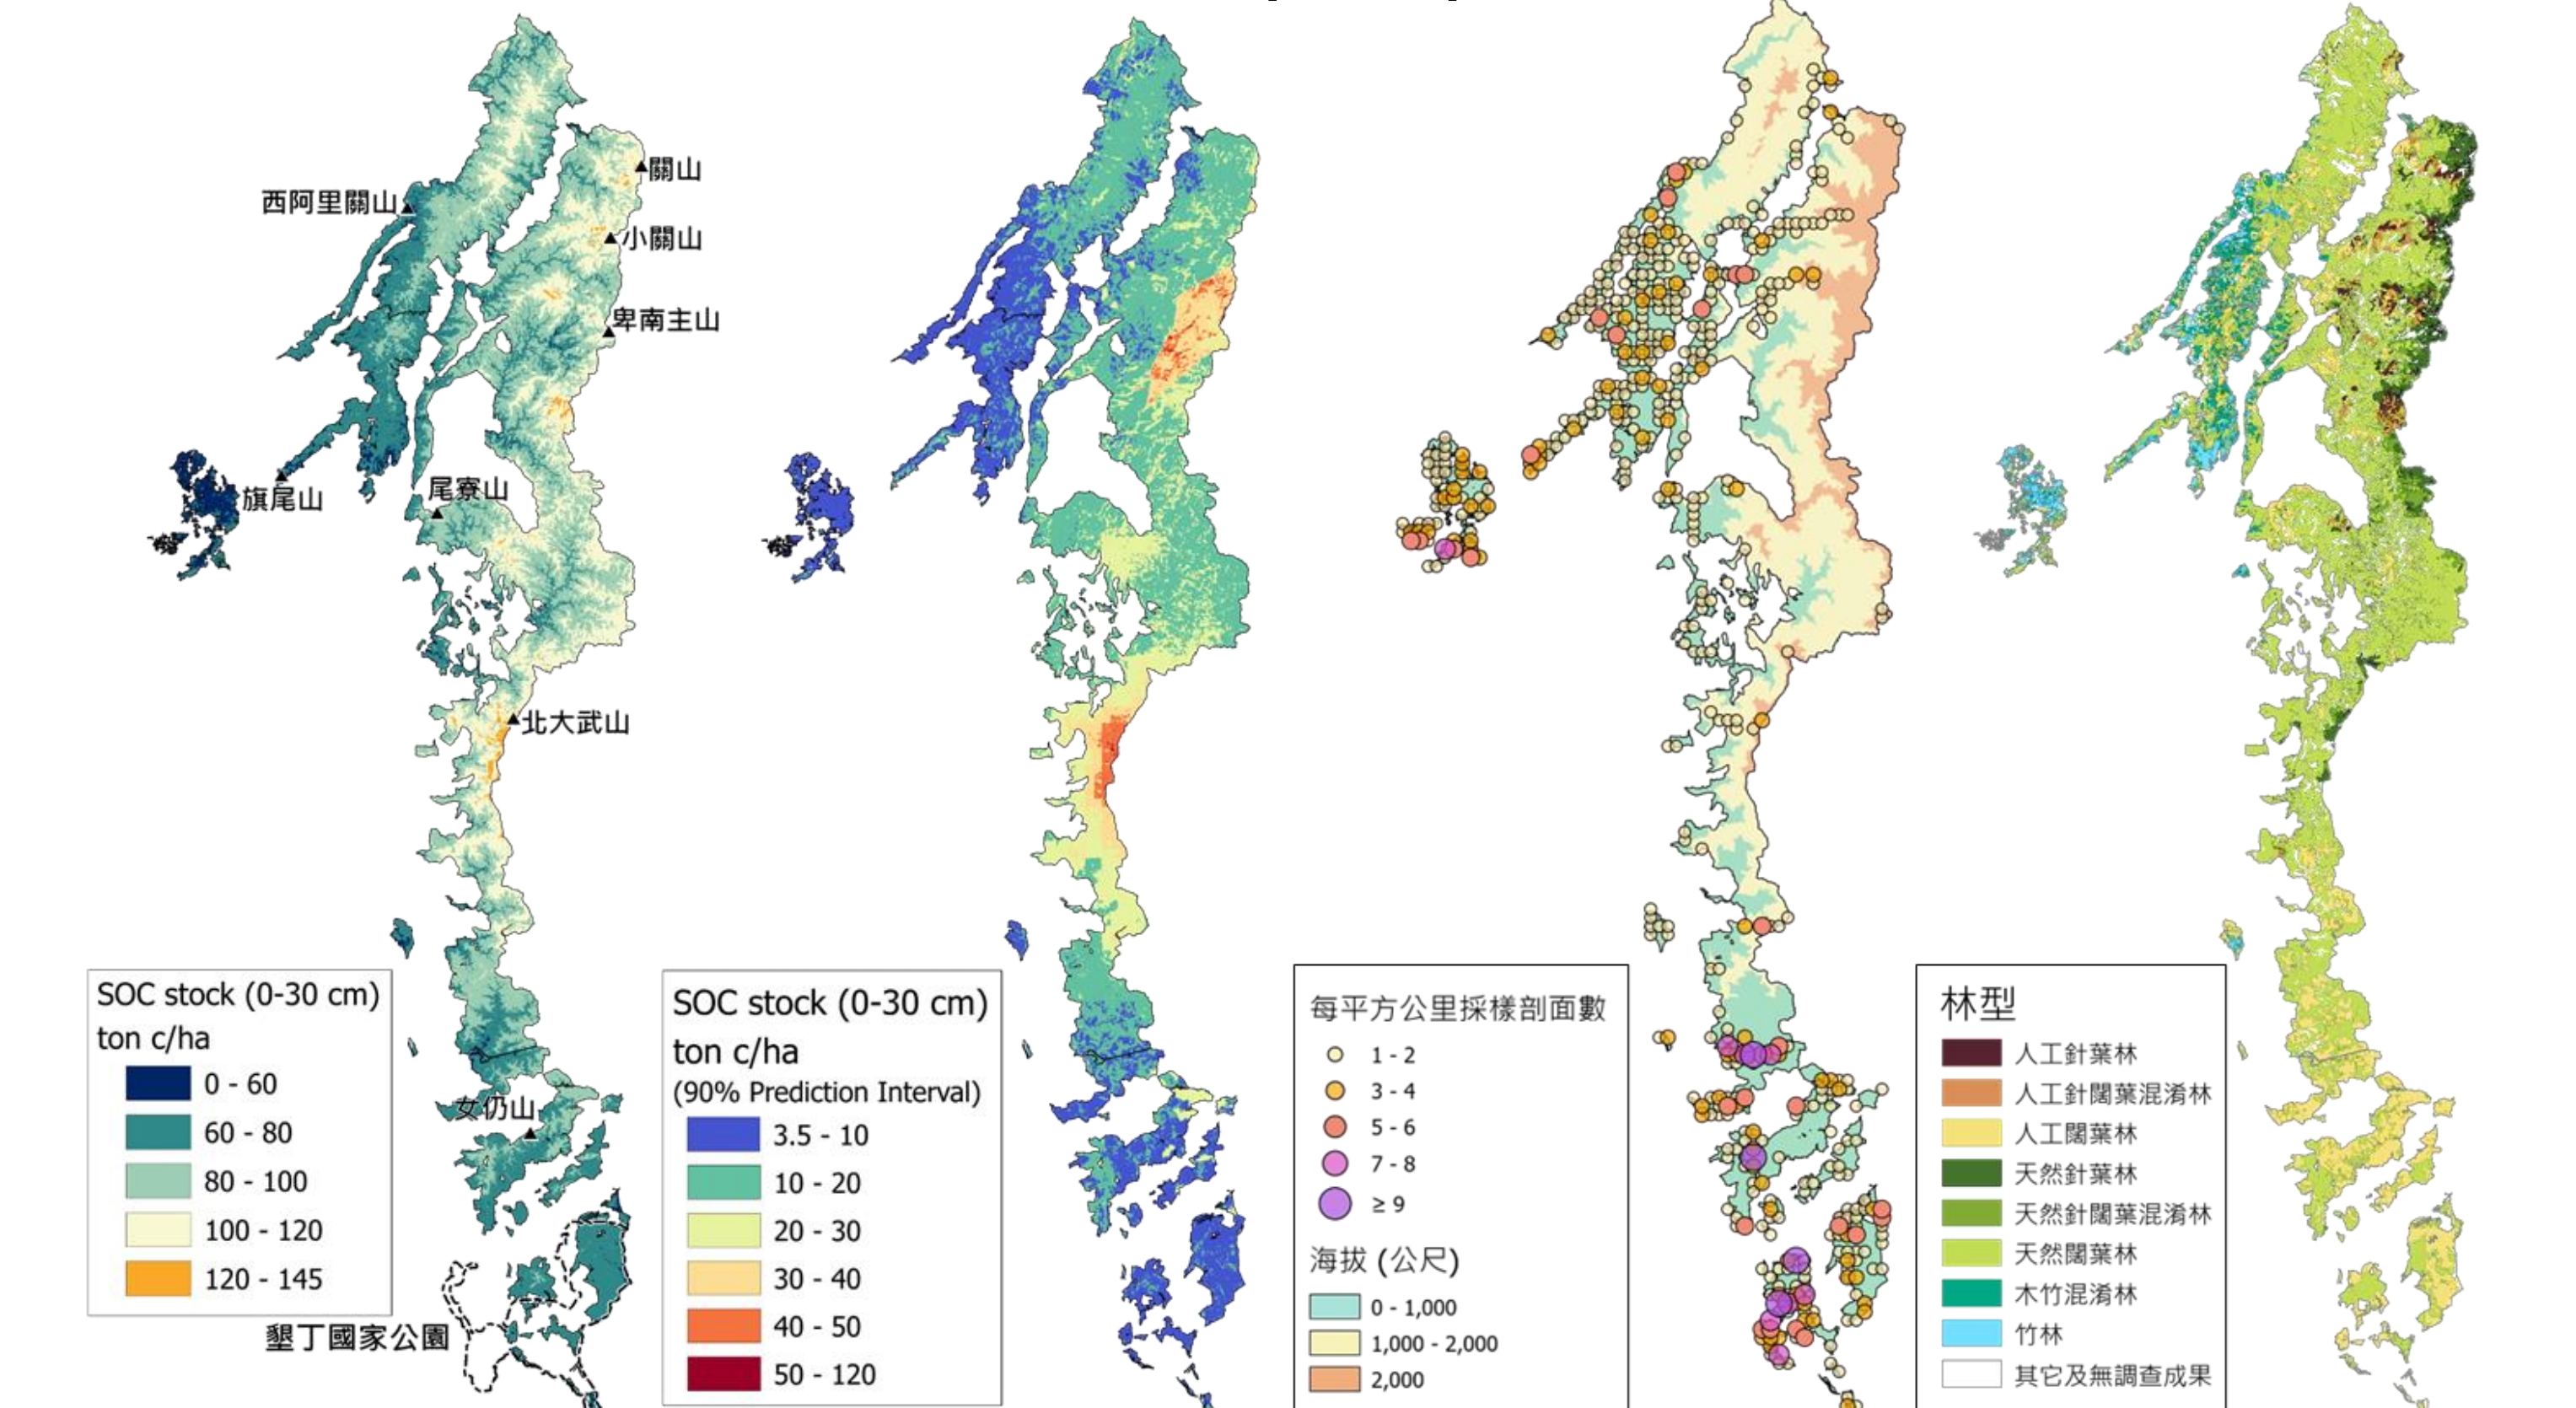 關山
西阿里關山
小關山
卑南主山
旗尾山
尾寮山
北大武山
女仍山
墾丁國家公園
SOC stock (0-30 cm)
ton c/ha
0 - 60
60 - 80
80 - 100
100 - 120
120 - 145
SOC stock (0-30 cm)
ton c/ha
(90% Prediction Interval)
3.5 - 10
10 - 20
20 - 30
30 - 40
40 - 50
50 - 120
每平方公里採樣剖面數
1 - 2
3 - 4
5 - 6
7 - 8
≥ 9
海拔 (公尺)
0 - 1,000
1,000 - 2,000
2,000
林型
人工針葉林
人工針闊葉混淆林
人工闊葉林
天然針葉林
天然針闊葉混淆林
天然闊葉林
木竹混淆林
竹林
其它及無調查成果